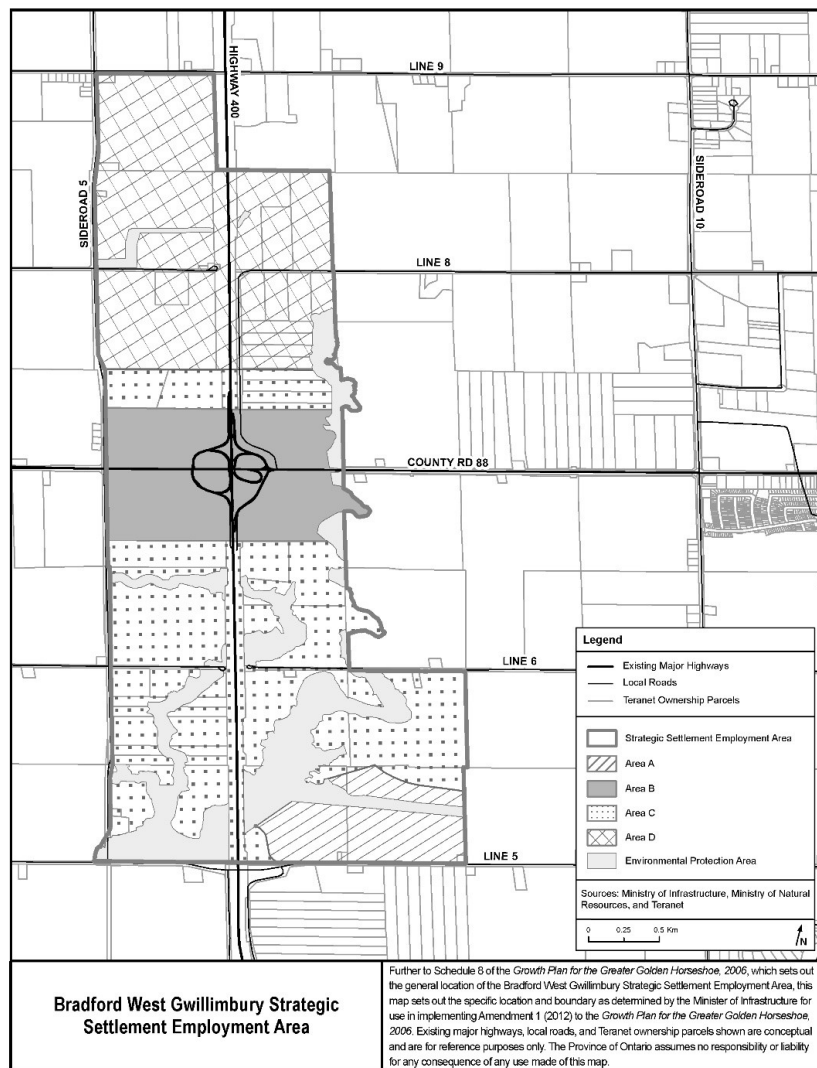 LINE 9
HIGHWAY 400
SIDEROAD 5
SIDEROAD 10
LINE 8
COUNTY RD 88
LINE 6
LINE 5
Legend
Existing Major Highways
Local Roads
Teranet Ownership Parcels
Strategic Settlement Employment Area
Area A
Area B
Area C
Area D
Environmental Protection Area
Sources: Ministry of Infrastructure, Ministry of Natural
Resources, and Teranet
0 0.25 0.5 Km
N
Bradford West Gwillimbury Strategic
Settlement Employment Area
Further to Schedule 8 of the Growth Plan for the Greater Golden Horseshoe, 2006, which sets out
the general location of the Bradford West Gwillimbury Strategic Settlement Employment Area, this
map sets out the specific location and boundary as determined by the Minister of Infrastructure for
use in implementing Amendment 1 (2012) to the Growth Plan for the Greater Golden Horseshoe,
2006. Existing major highways, local roads, and Teranet ownership parcels shown are conceptual
and are for reference purposes only. The Province of Ontario assumes no responsibility or liability
for any consequence of any use made of this map.